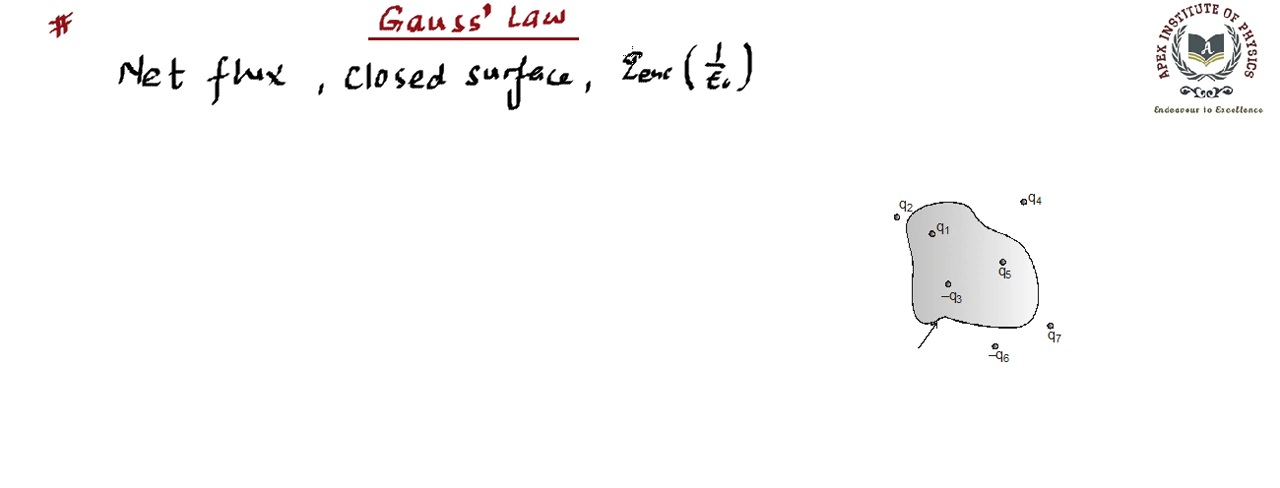 # Gauss' Law
Net flux, closed surface, qenc (1/ε₀)
APEX INSTITUTE OF PHYSICS
A
Endeavour to Excellence
q₂
q₄
q₁
q₅
–q₃
q₇
–q₆